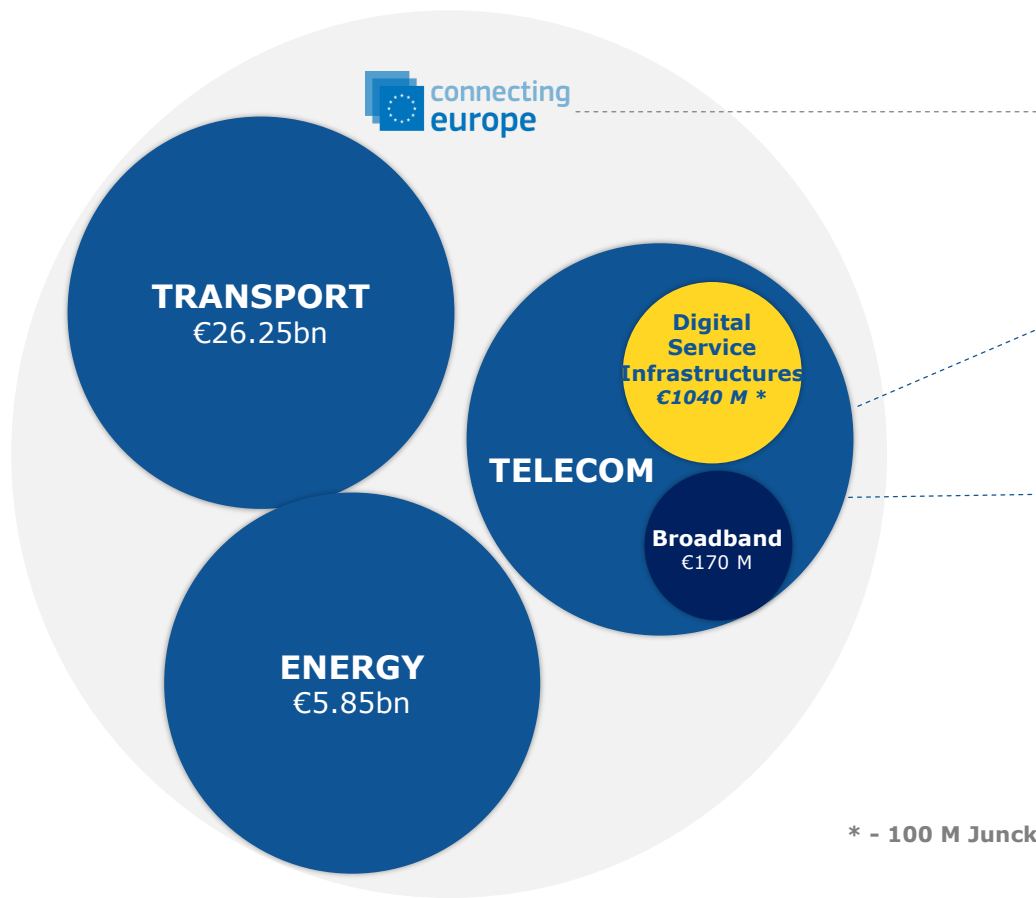 connecting
europe
TRANSPORT
€26.25bn
Digital
Service
Infrastructures
€1040 M *
TELECOM
Broadband
€170 M
ENERGY
€5.85bn
* - 100 M Junck